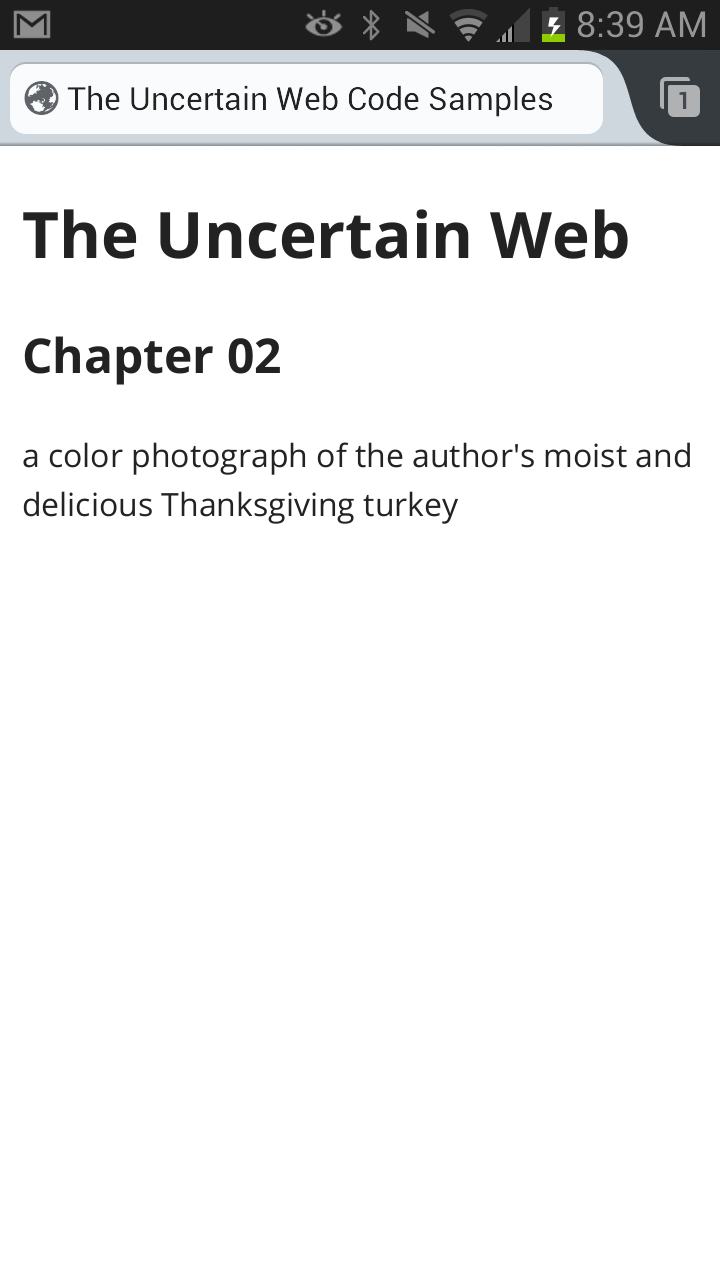 8:39 AM
The Uncertain Web Code Samples
1
The Uncertain Web
Chapter 02
a color photograph of the author's moist and
delicious Thanksgiving turkey